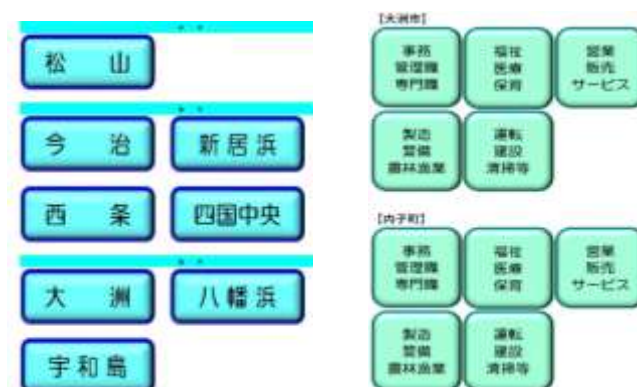 松　山
今　治
新居浜
西　条
四国中央
大　洲
八幡浜
宇和島
【大洲市】
事務
管理職
専門職
福祉
医療
保育
営業
販売
サービス
製造
整備
農林漁業
運転
建設
清掃等
【内子町】
事務
管理職
専門職
福祉
医療
保育
営業
販売
サービス
製造
整備
農林漁業
運転
建設
清掃等